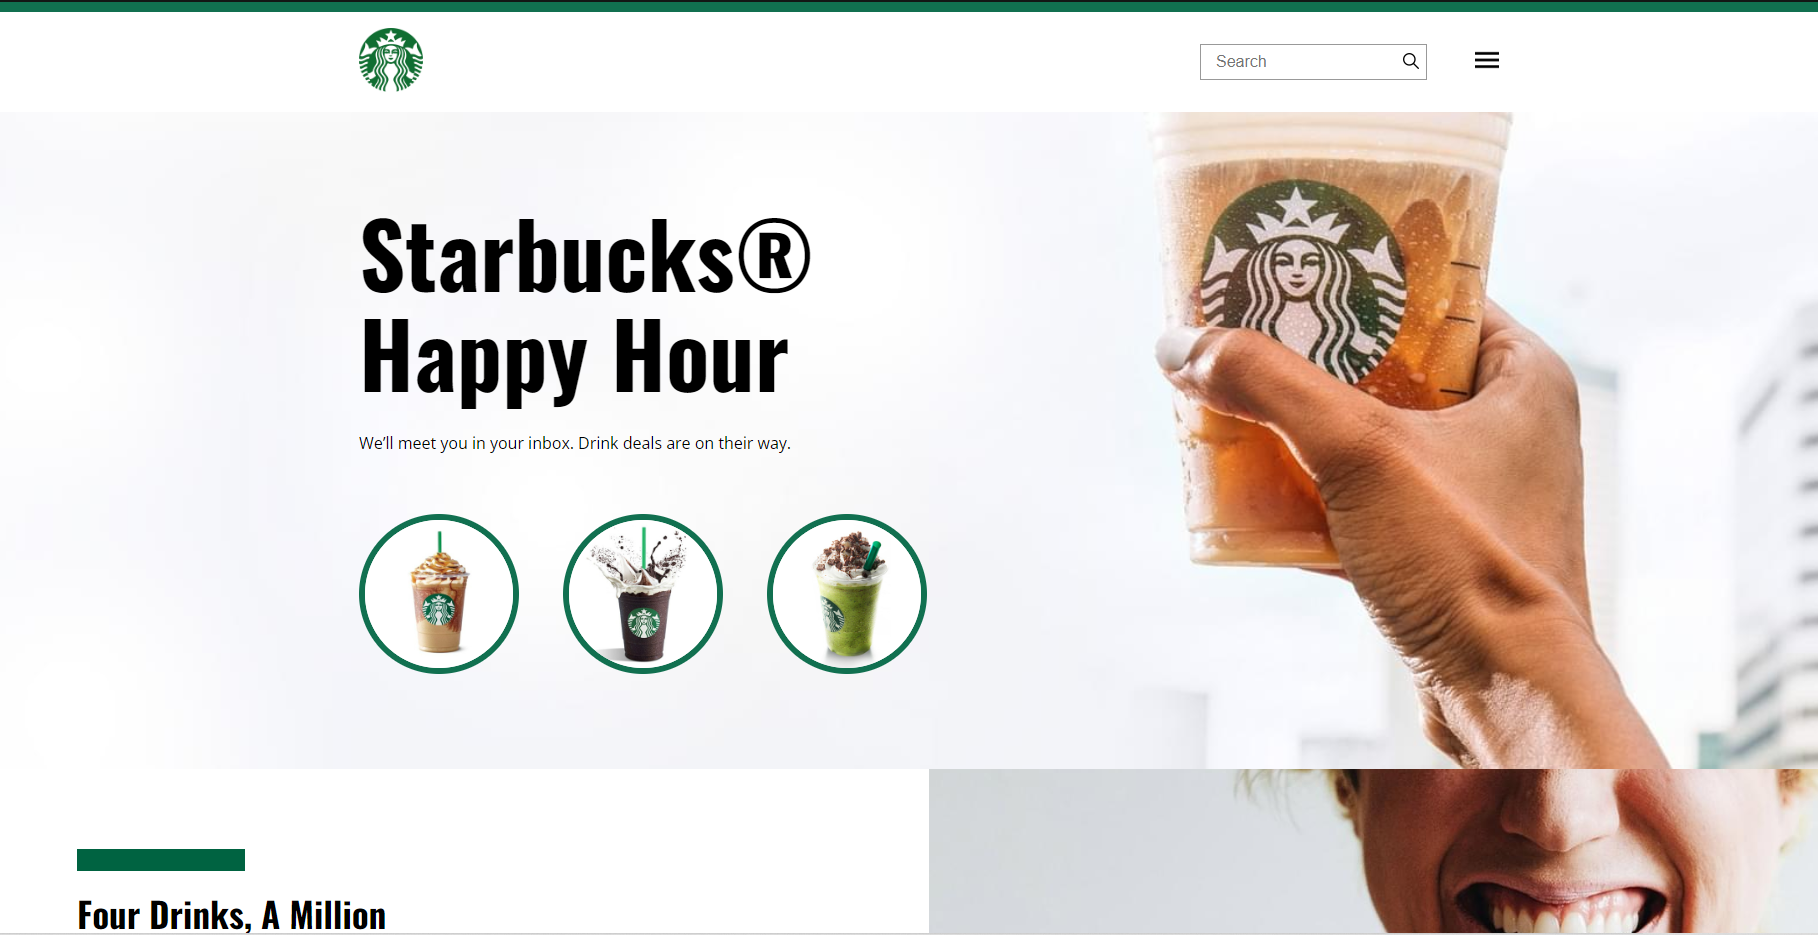 Search
Starbucks®
Happy Hour
We’ll meet you in your inbox. Drink deals are on their way.
Four Drinks, A Million